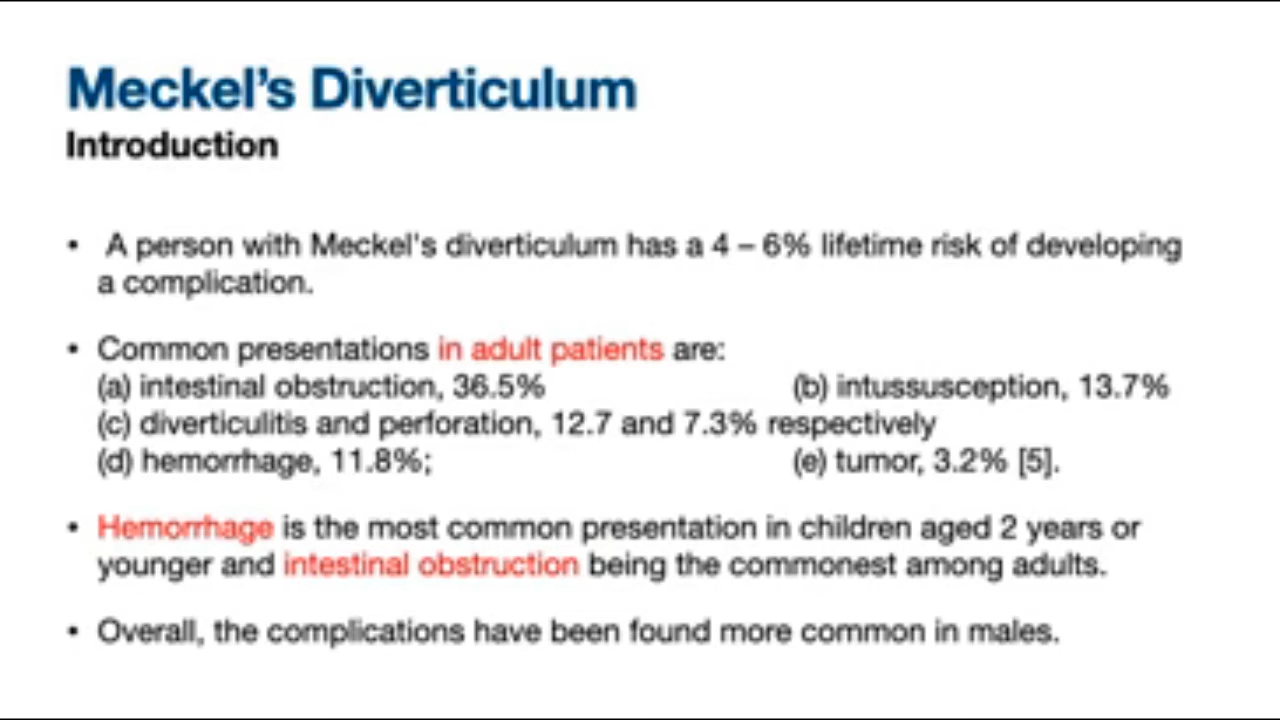 Meckel's Diverticulum
Introduction
• A person with Meckel's diverticulum has a 4 – 6% lifetime risk of developing
a complication.
• Common presentations in adult patients are:
(a) intestinal obstruction, 36.5% (b) intussusception, 13.7%
(c) diverticulitis and perforation, 12.7 and 7.3% respectively
(d) hemorrhage, 11.8%; (e) tumor, 3.2% [5].
• Hemorrhage is the most common presentation in children aged 2 years or
younger and intestinal obstruction being the commonest among adults.
• Overall, the complications have been found more common in males.